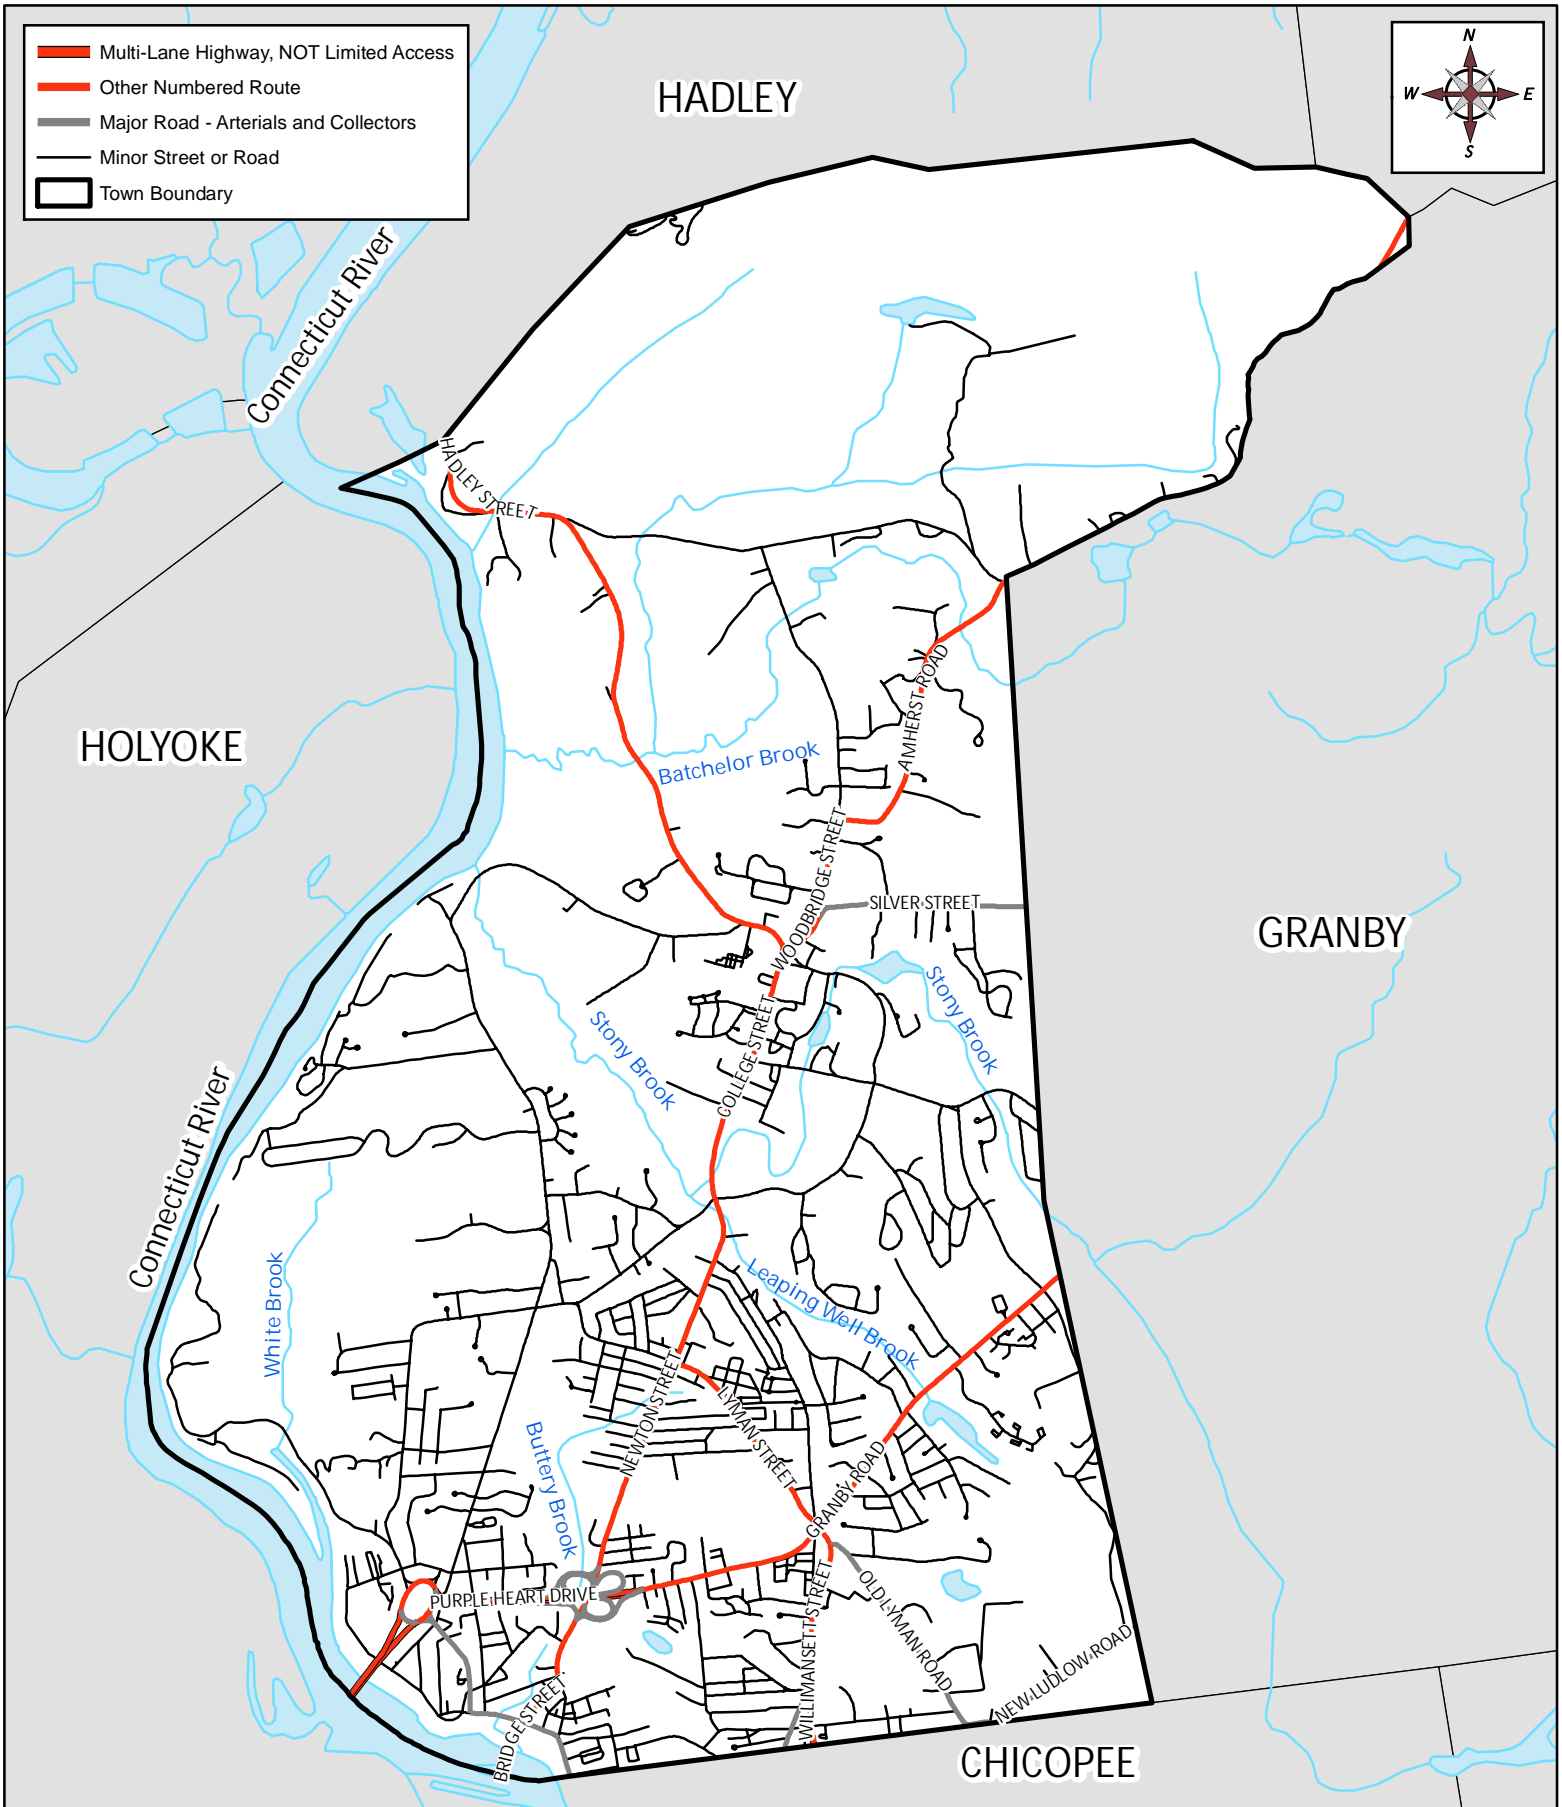 Multi-Lane Highway, NOT Limited Access
Other Numbered Route
Major Road - Arterials and Collectors
Minor Street or Road
Town Boundary
N
W
E
S
HADLEY
Connecticut River
HADLEY STREET
HOLYOKE
AMHERST ROAD
Batchelor Brook
WOODBRIDGE STREET
SILVER STREET
GRANBY
Stony Brook
Stony Brook
COLLEGE STREET
Connecticut River
White Brook
Leaping Well Brook
NEWTON STREET
LYMAN STREET
Buttery Brook
GRANBY ROAD
PURPLE HEART DRIVE
WILLIMANSETT STREET
OLD LYMAN ROAD
NEW LUDLOW ROAD
BRIDGE STREET
CHICOPEE